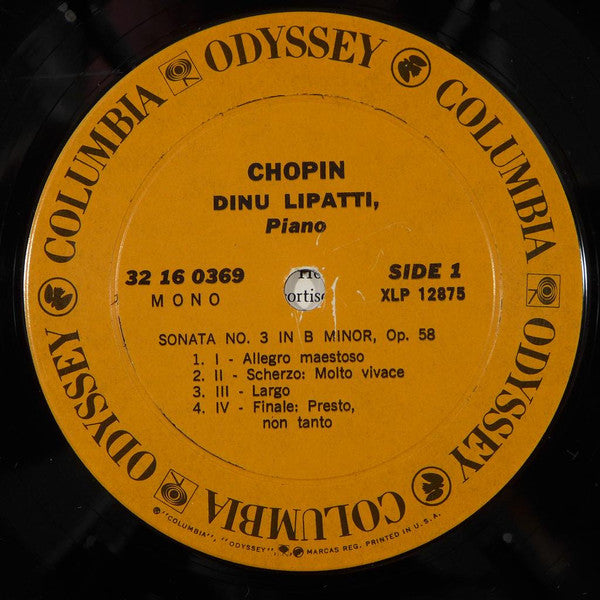 COLUMBIA ODYSSEY COLUMBIA ODYSSEY COLUMBIA ODYSSEY
CHOPIN
DINU LIPATTI,
Piano
32 16 0369
SIDE 1
MONO
XLP 12875
SONATA NO. 3 IN B MINOR, Op. 58
1. I - Allegro maestoso
2. II - Scherzo: Molto vivace
3. III - Largo
4. IV - Finale: Presto,
non tanto
"COLUMBIA", "ODYSSEY", MARCAS REG. PRINTED IN U.S.A.